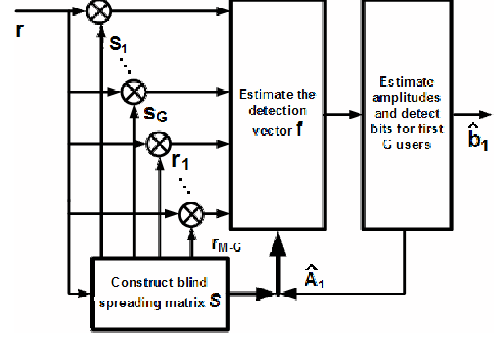 r
S1
sG
r1
rM-G
Estimate the
detection
vector f
Estimate
amplitudes
and detect
bits for first
G users
b̂1
Construct blind
spreading matrix S
Â1